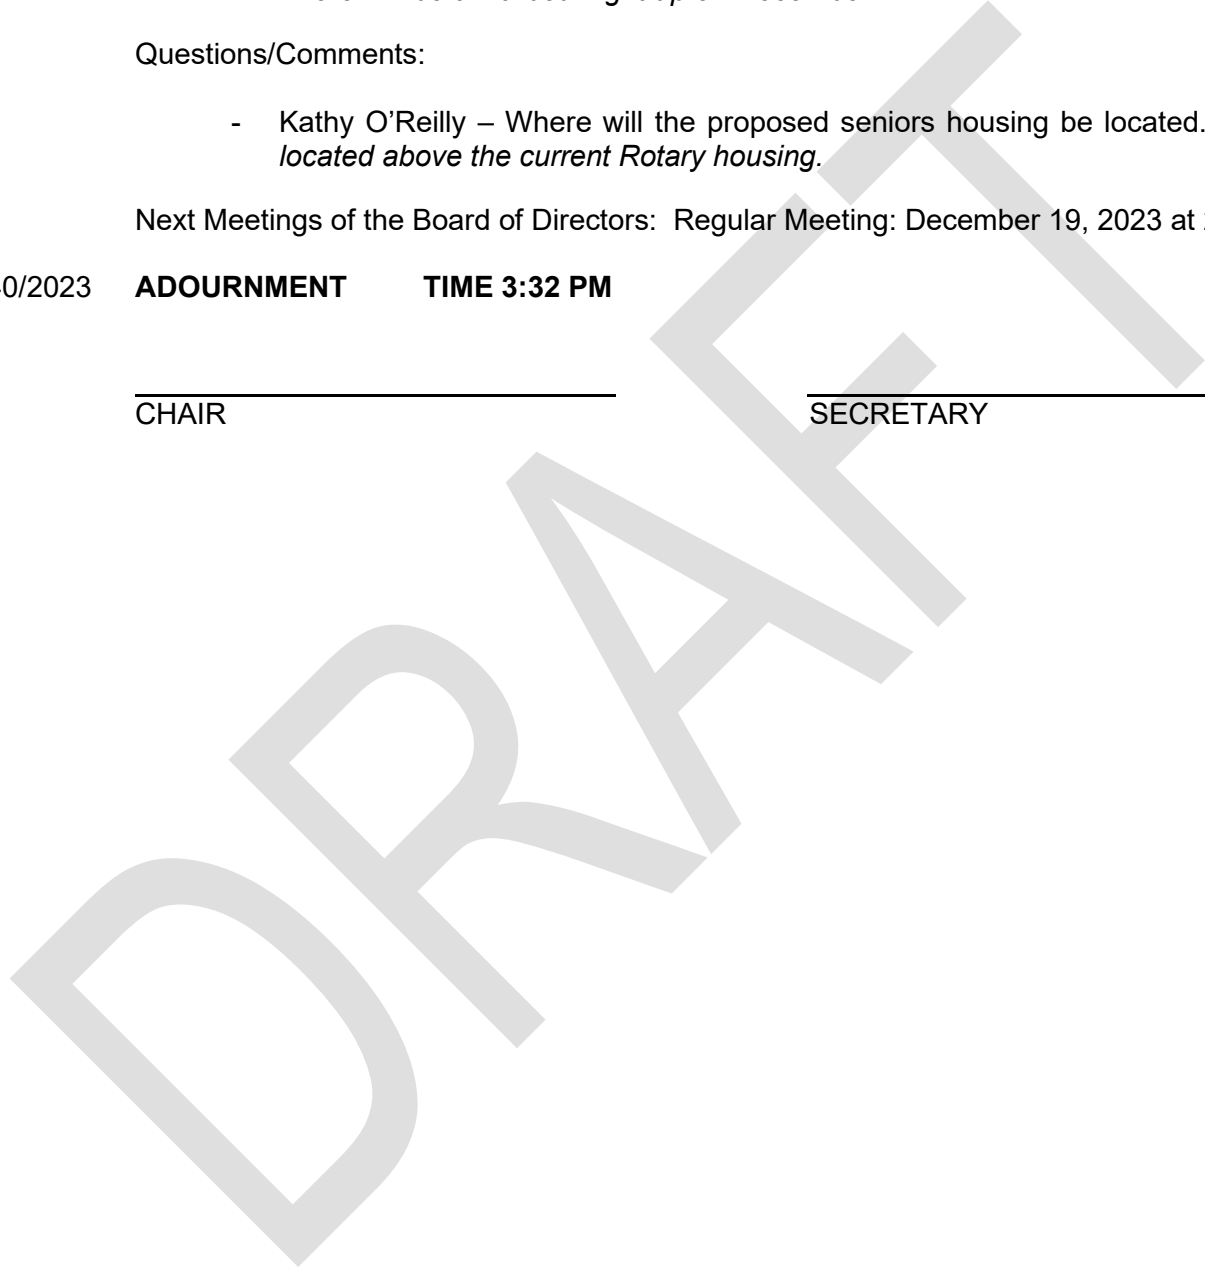 Questions/Comments:
- Kathy O'Reilly – Where will the proposed seniors housing be located.
located above the current Rotary housing.
Next Meetings of the Board of Directors: Regular Meeting: December 19, 2023 at
0/2023 ADOURNMENT TIME 3:32 PM
CHAIR SECRETARY
DRAFT